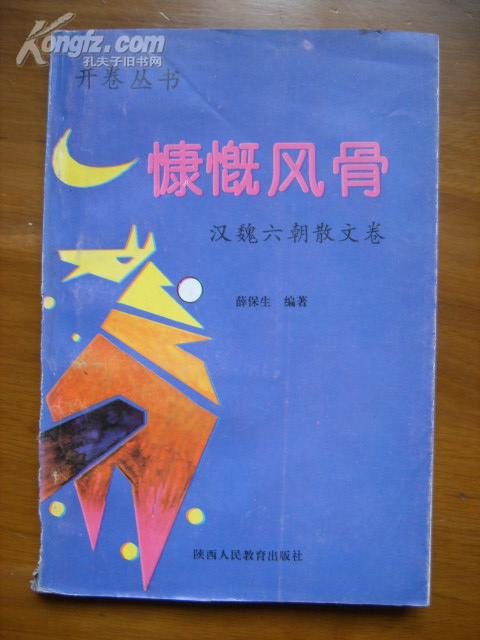 Kongfz.com
孔夫子旧书网
开卷丛书
慷慨风骨
汉魏六朝散文卷
薛保生 编著
陕西人民教育出版社